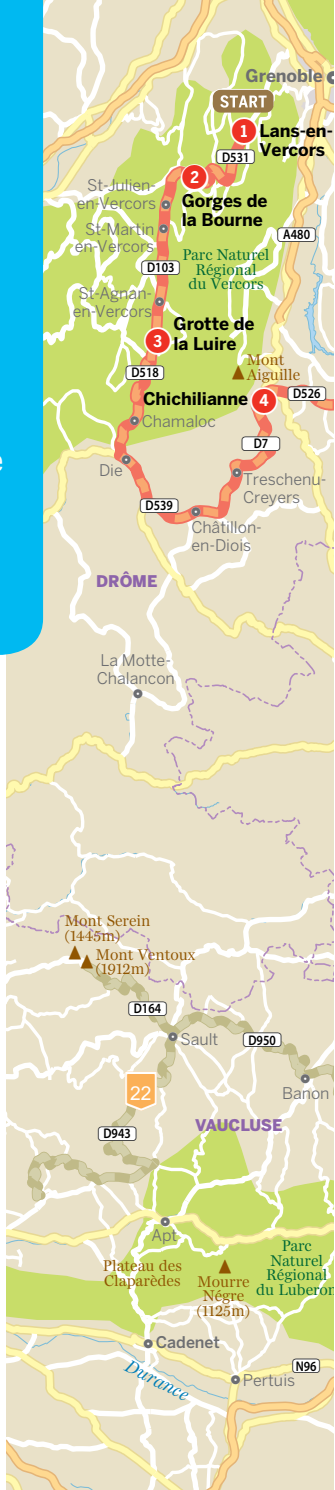 Grenoble
START
1 Lans-en-
Vercors
D531
2
Gorges de
la Bourne
St-Julien-
en-Vercors
St-Martin
en-Vercors
A480
Parc Naturel
Régional
du Vercors
D103
St-Agnan-
en-Vercors
3 Grotte de
la Luire
Mont
Aiguille
D518
Chichilianne 4
D526
Chamaloc
D7
Die
Treschenu-
Creyers
D539
Châtillon-
en-Diois
e
DRÔME
La Motte-
Chalancon
Mont Serein
(1445m)
Mont Ventoux
(1912m)
D164
Sault
D950
22
Banon
VAUCLUSE
D943
Apt
Plateau des
Claparèdes
Mourre
Négre
(1125m)
Parc
Naturel
Régional
du Luberon
Cadenet
Durance
N96
Pertuis